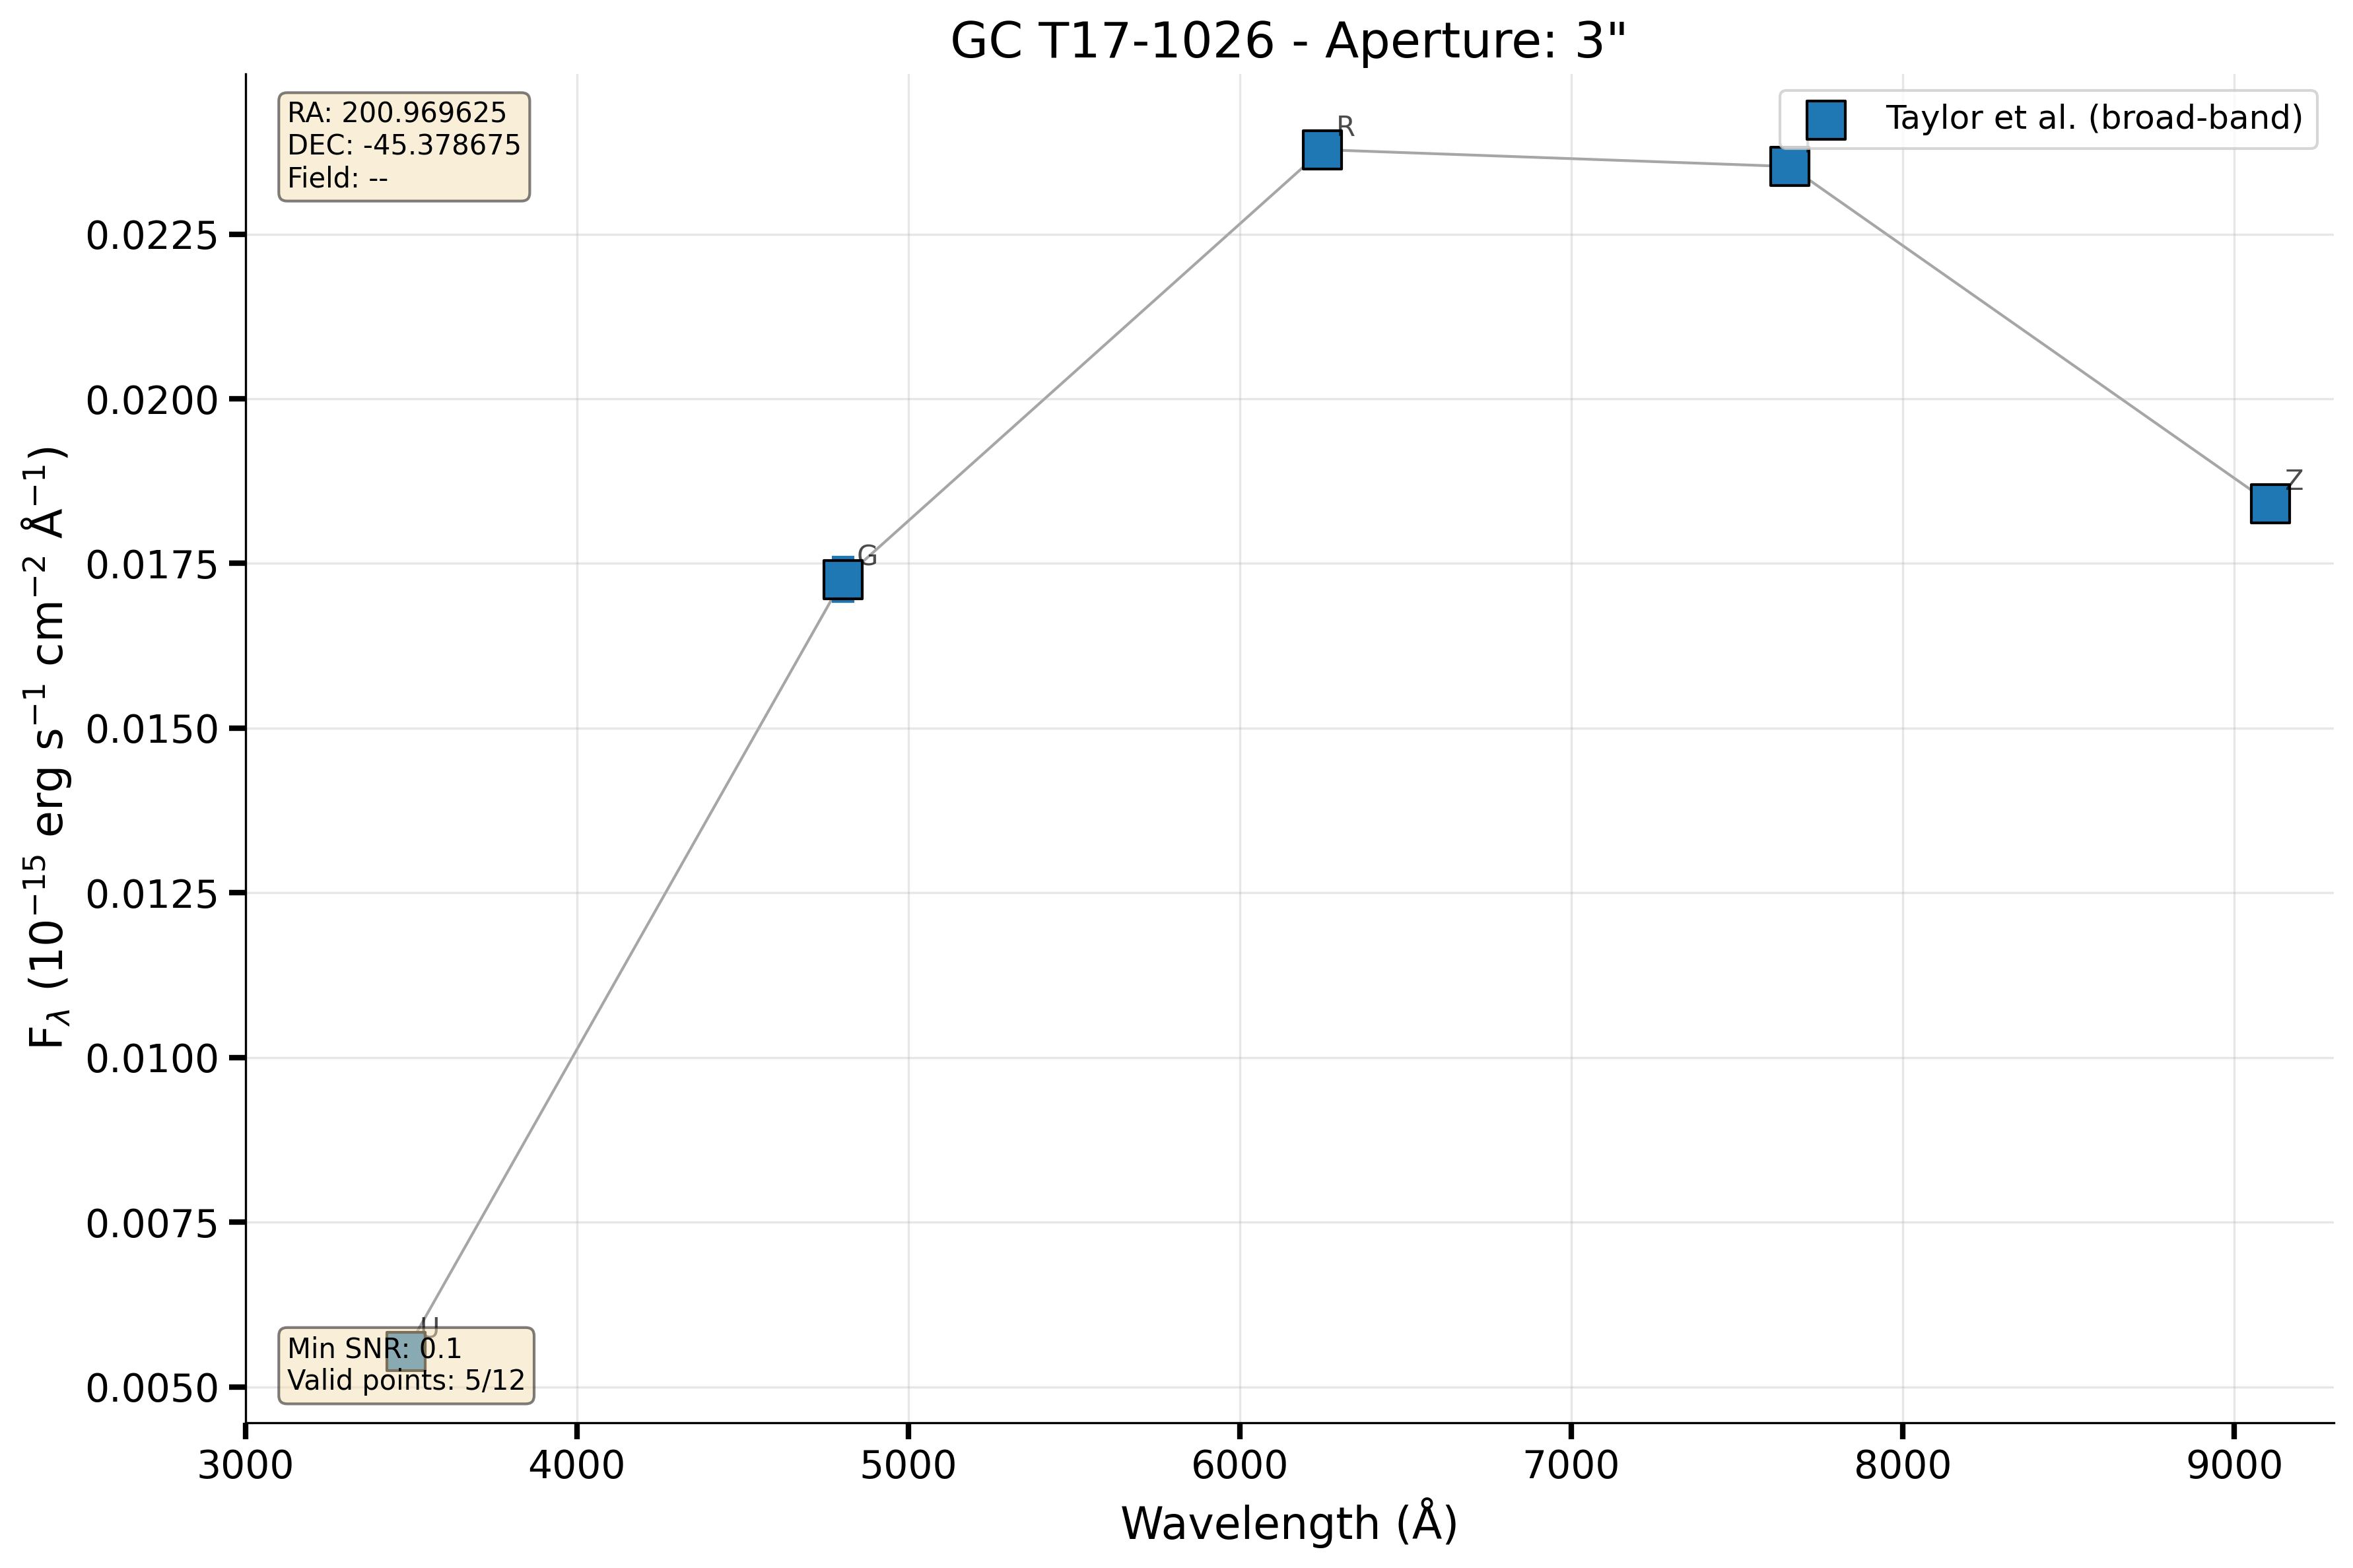 GC T17-1026 - Aperture: 3"
RA: 200.969625
DEC: -45.378675
Field: --
Taylor et al. (broad-band)
R
G
Z
U
Min SNR: 0.1
Valid points: 5/12
0.0225
0.0200
0.0175
0.0150
0.0125
0.0100
0.0075
0.0050
F_λ (10⁻¹⁵ erg s⁻¹ cm⁻² Å⁻¹)
3000 4000 5000 6000 7000 8000 9000
Wavelength (Å)